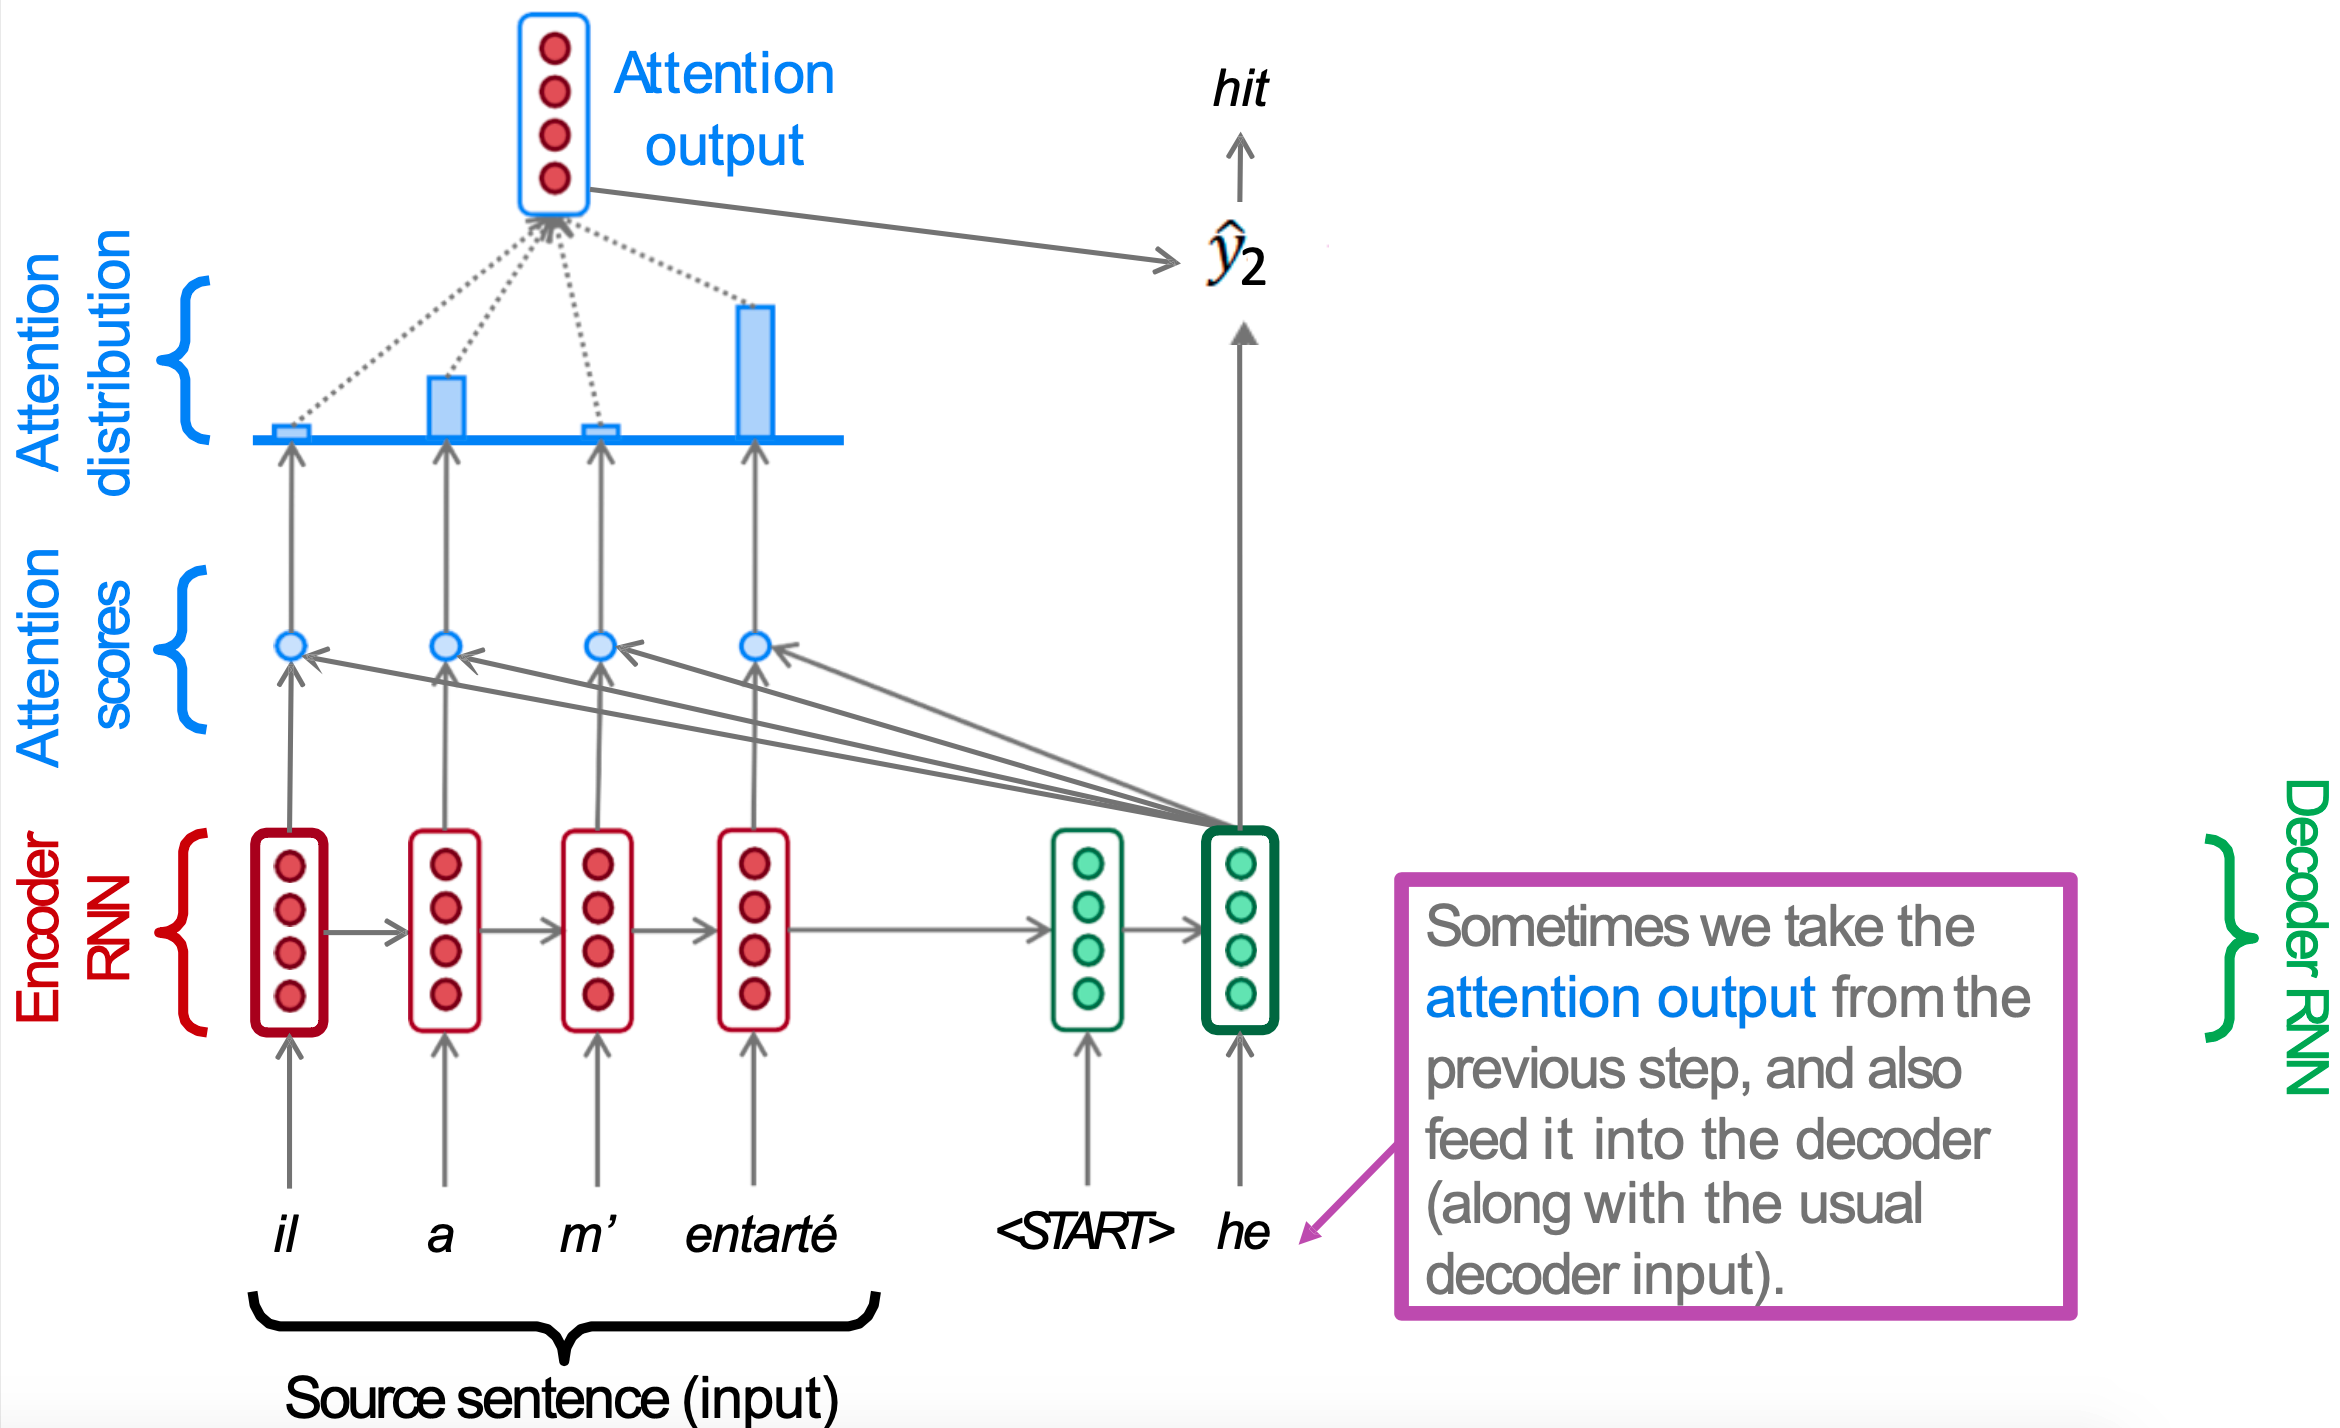 Attention
output
hit
ŷ2
Attention
distribution
Attention
scores
Encoder
RNN
Decoder RNN
Sometimes we take the
attention output from the
previous step, and also
feed it into the decoder
(along with the usual
decoder input).
il a m’ entarté <START> he
Source sentence (input)